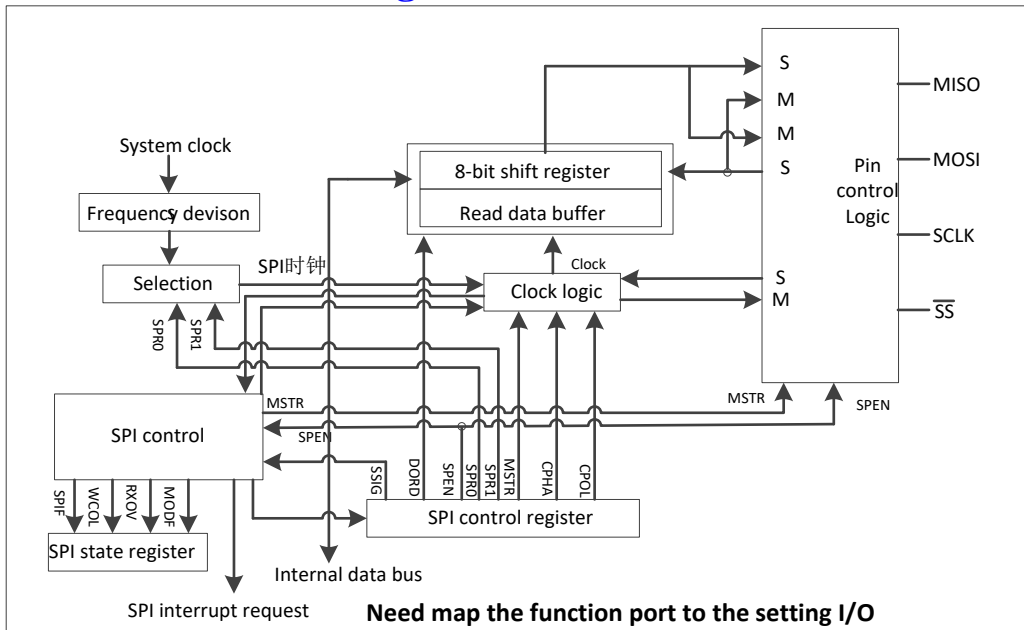 S
M
MISO
System clock
M
8-bit shift register
S
Pin
control
Logic
MOSI
Frequency devison
s
Read data buffer
SCLK
SPI时钟
Clock
Selection
Clock logic
S
M
SS
SPR0
SPR1
MSTR
SPEN
MSTR
SPI control
SPEN
SSIG
DORD
SPEN
SPR0
SPR1
MSTR
CPHA
CPOL
SPIF
WCOL
RXOV
MODF
SPI control register
SPI state register
Internal data bus
SPI interrupt request
Need map the function port to the setting I/O